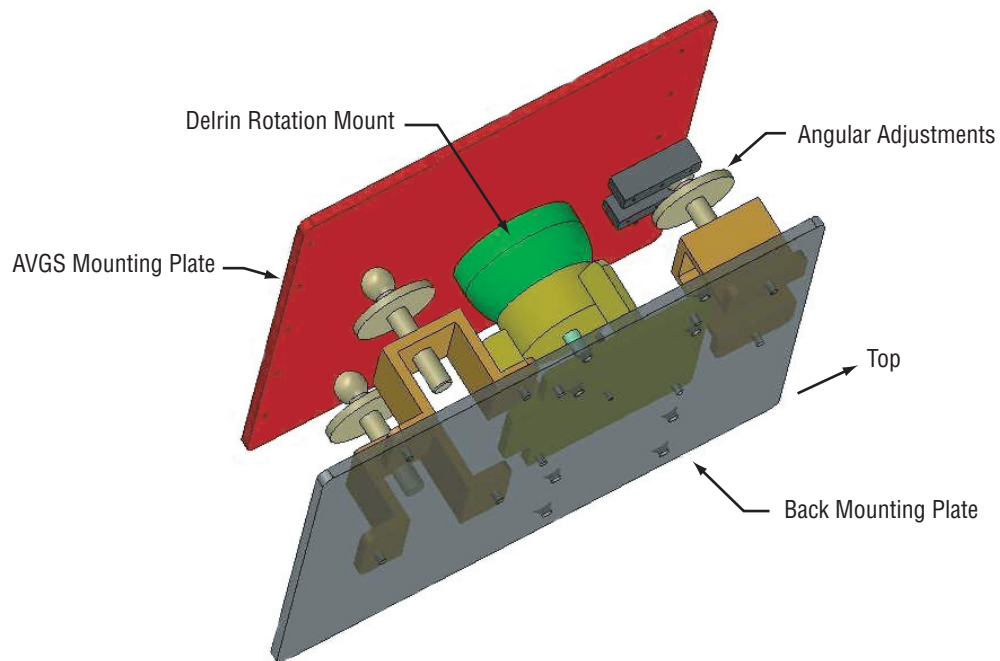 Delrin Rotation Mount
Angular Adjustments
AVGS Mounting Plate
Top
Back Mounting Plate